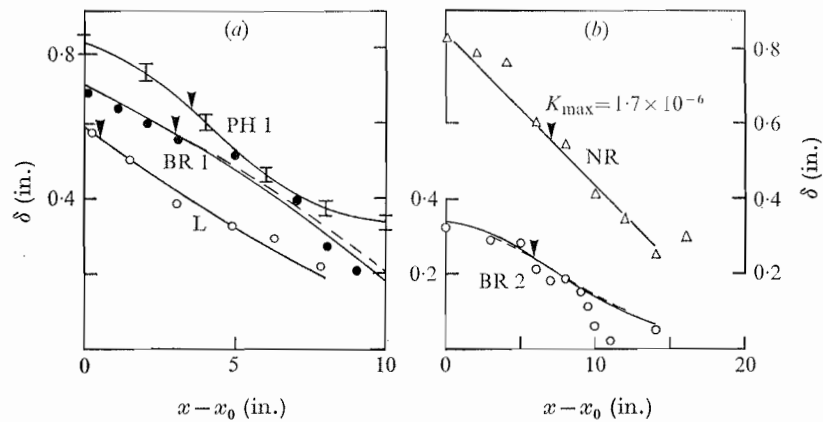 (a)
(b)
0·8
0·4
0
δ (in.)
PH 1
BR 1
L
0
5
10
x−x₀ (in.)
0·4
0·2
0
K_max=1·7×10⁻⁶
NR
BR 2
0
10
20
x−x₀ (in.)
0·8
0·6
0·4
0·2
δ (in.)